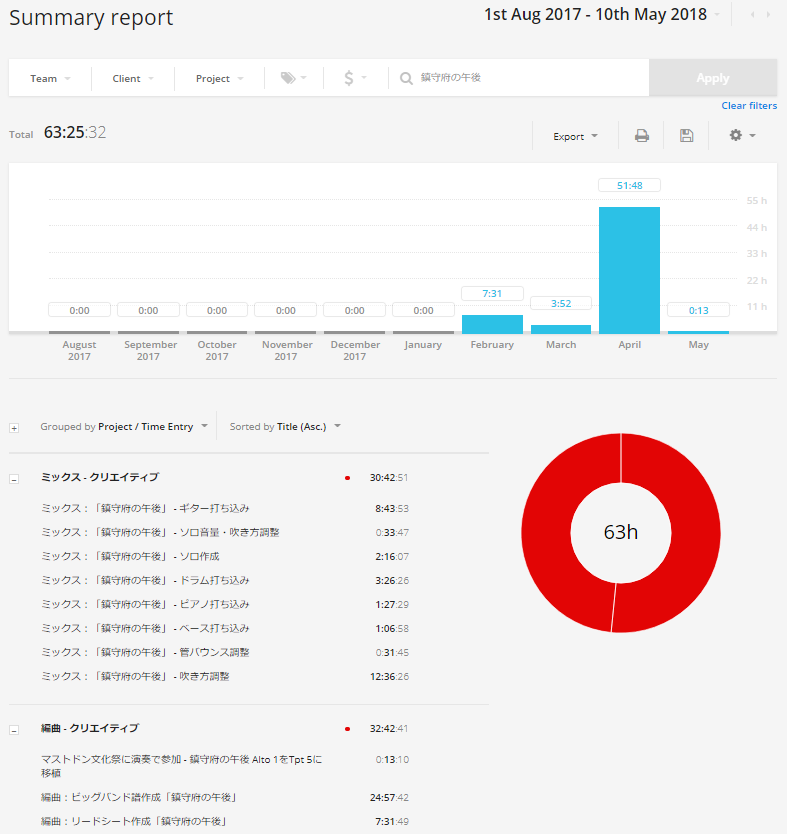 Summary report
1st Aug 2017 - 10th May 2018
Team Client Project $ 鎮守府の午後 Apply
Clear filters
Total 63:25:32
Export
55 h
44 h
33 h
22 h
11 h
0:00 0:00 0:00 0:00 0:00 0:00 7:31 3:52 51:48 0:13
August 2017
September 2017
October 2017
November 2017
December 2017
January
February
March
April
May
Grouped by Project / Time Entry Sorted by Title (Asc.)
ミックス - クリエイティブ 30:42:51
ミックス：「鎮守府の午後」 - ギター打ち込み 8:43:53
ミックス：「鎮守府の午後」 - ソロ音量・吹き方調整 0:33:47
ミックス：「鎮守府の午後」 - ソロ作成 2:16:07
ミックス：「鎮守府の午後」 - ドラム打ち込み 3:26:26
ミックス：「鎮守府の午後」 - ピアノ打ち込み 1:27:29
ミックス：「鎮守府の午後」 - ベース打ち込み 1:06:58
ミックス：「鎮守府の午後」 - 管バウンス調整 0:31:45
ミックス：「鎮守府の午後」 - 吹き方調整 12:36:26
63h
編曲 - クリエイティブ 32:42:41
マストドン文化祭に演奏で参加 - 鎮守府の午後 Alto 1をTpt 5に 0:13:10
移植
編曲：ビッグバンド譜作成「鎮守府の午後」 24:57:42
編曲：リードシート作成「鎮守府の午後」 7:31:49